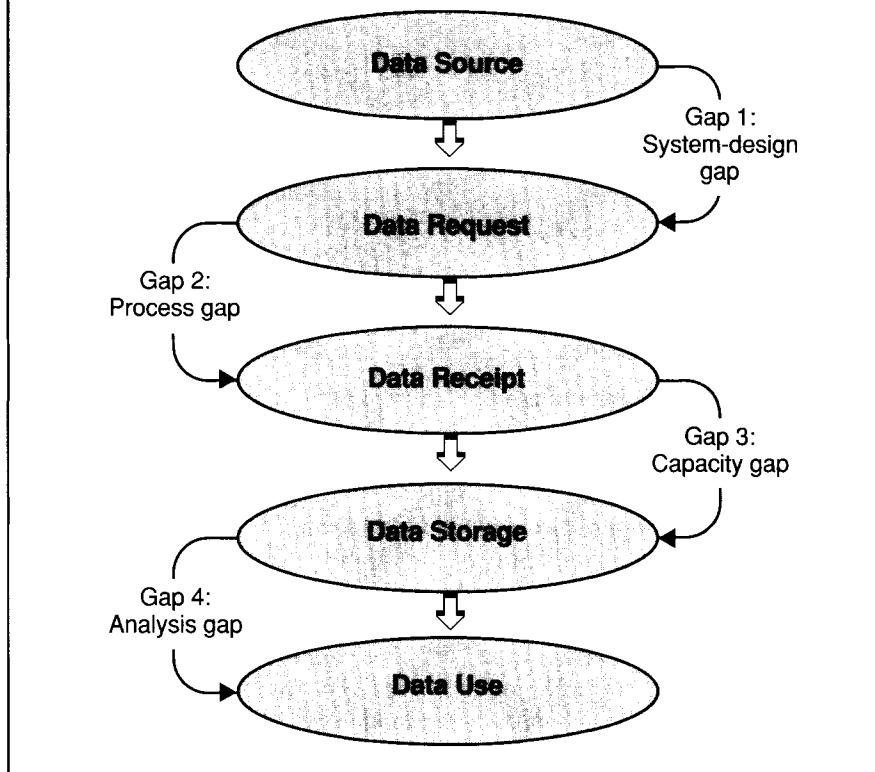 Data Source
Gap 1:
System-design
gap
Data Request
Gap 2:
Process gap
Data Receipt
Gap 3:
Capacity gap
Data Storage
Gap 4:
Analysis gap
Data Use